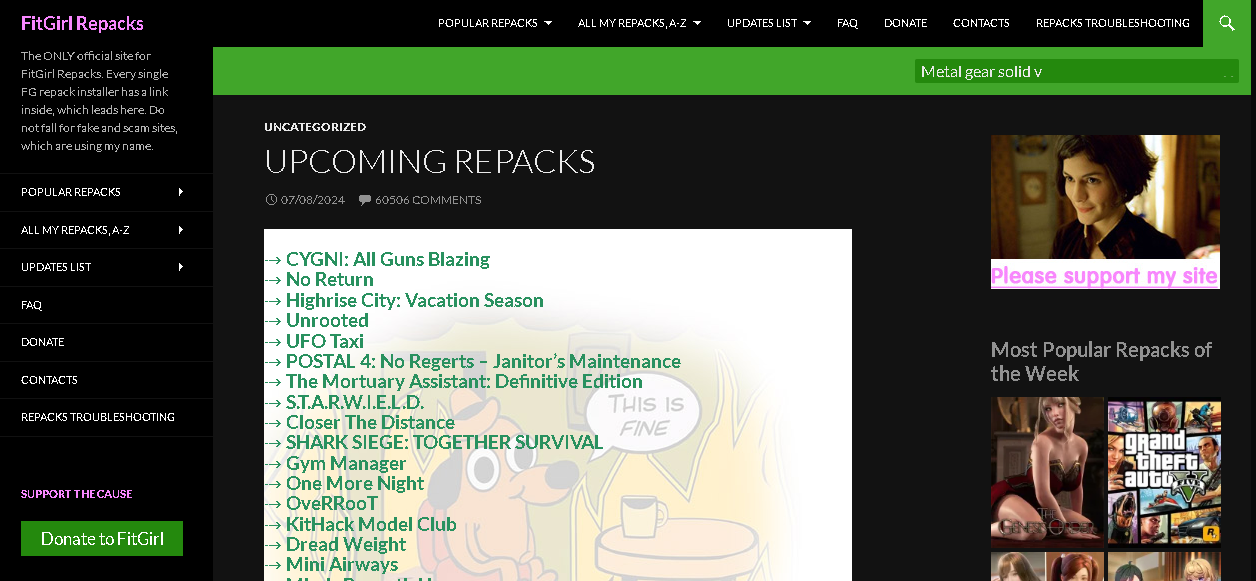 FitGirl Repacks
POPULAR REPACKS
ALL MY REPACKS, A-Z
UPDATES LIST
FAQ
DONATE
CONTACTS
REPACKS TROUBLESHOOTING
The ONLY official site for
FitGirl Repacks. Every single
FG repack installer has a link
inside, which leads here. Do
not fall for fake and scam sites,
which are using my name.
POPULAR REPACKS
ALL MY REPACKS, A-Z
UPDATES LIST
FAQ
DONATE
CONTACTS
REPACKS TROUBLESHOOTING
SUPPORT THE CAUSE
Donate to FitGirl
Metal gear solid v
UNCATEGORIZED
UPCOMING REPACKS
07/08/2024 60506 COMMENTS
⇢ CYGNI: All Guns Blazing
⇢ No Return
⇢ Highrise City: Vacation Season
⇢ Unrooted
⇢ UFO Taxi
⇢ POSTAL 4: No Regerts – Janitor’s Maintenance
⇢ The Mortuary Assistant: Definitive Edition
⇢ S.T.A.R.W.I.E.L.D.
⇢ Closer The Distance
⇢ SHARK SIEGE: TOGETHER SURVIVAL
⇢ Gym Manager
⇢ One More Night
⇢ OveRRooT
⇢ KitHack Model Club
⇢ Dread Weight
⇢ Mini Airways
THIS IS
FINE
Please support my site
Most Popular Repacks of
the Week
THE
grand
theft
auto
V
FIVE
R